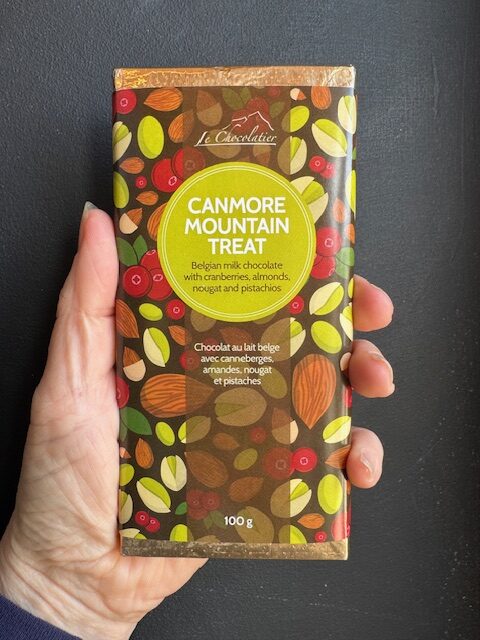 Le Chocolatier
CANMORE
MOUNTAIN
TREAT
Belgian milk chocolate
with cranberries, almonds,
nougat and pistachios
Chocolat au lait belge
avec canneberges,
amandes, nougat
et pistaches
100 g